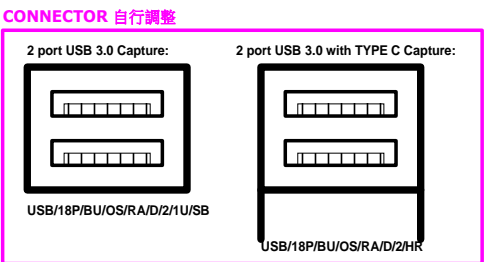 CONNECTOR 自行調整
2 port USB 3.0 Capture:
2 port USB 3.0 with TYPE C Capture:
USB/18P/BU/OS/RA/D/2/1U/SB
USB/18P/BU/OS/RA/D/2/HR